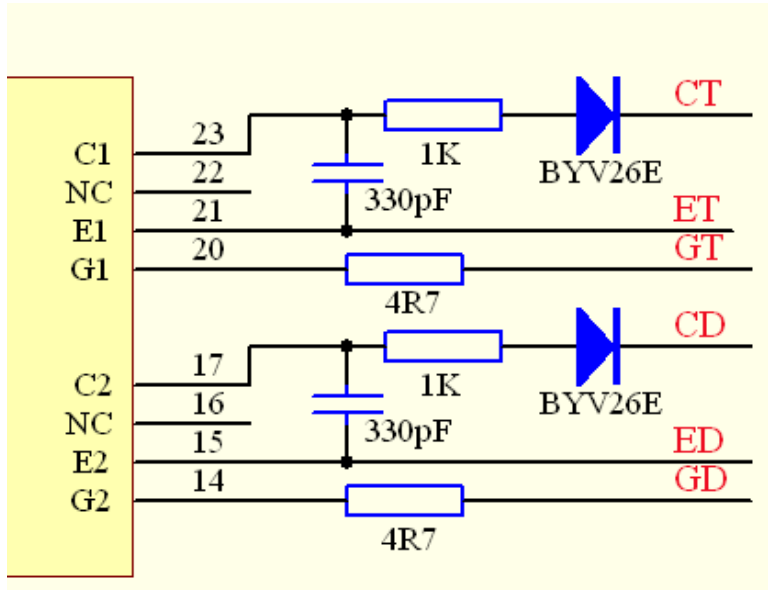 CT
23
C1
1K
BYV26E
22
NC
330pF
21
ET
E1
20
GT
G1
4R7
CD
17
C2
1K
BYV26E
16
NC
330pF
15
ED
E2
14
GD
G2
4R7